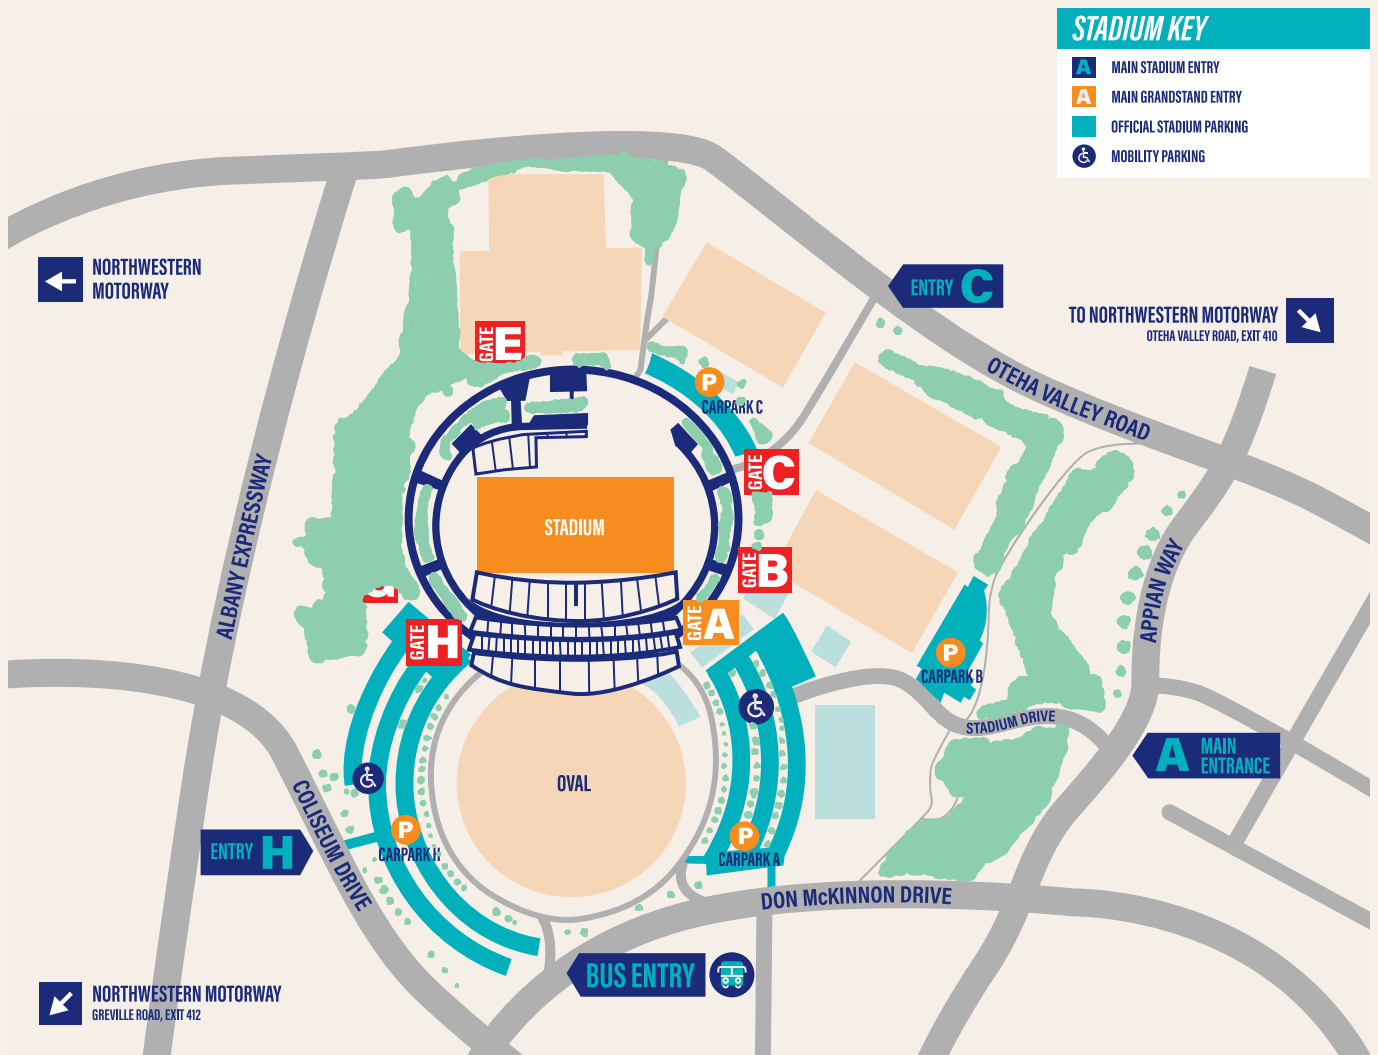 STADIUM KEY
A MAIN STADIUM ENTRY
A MAIN GRANDSTAND ENTRY
OFFICIAL STADIUM PARKING
MOBILITY PARKING
NORTHWESTERN
MOTORWAY
ENTRY C
TO NORTHWESTERN MOTORWAY
OTEHA VALLEY ROAD, EXIT 410
GATE E
OTEHA VALLEY ROAD
P
CARPARK C
GATE C
ALBANY EXPRESSWAY
STADIUM
GATE B
APPIAN WAY
GATE A
GATE H
P
CARPARK B
STADIUM DRIVE
A MAIN
ENTRANCE
OVAL
COLISEUM DRIVE
P
CARPARK H
P
CARPARK A
ENTRY H
DON McKINNON DRIVE
BUS ENTRY
NORTHWESTERN MOTORWAY
GREVILLE ROAD, EXIT 412